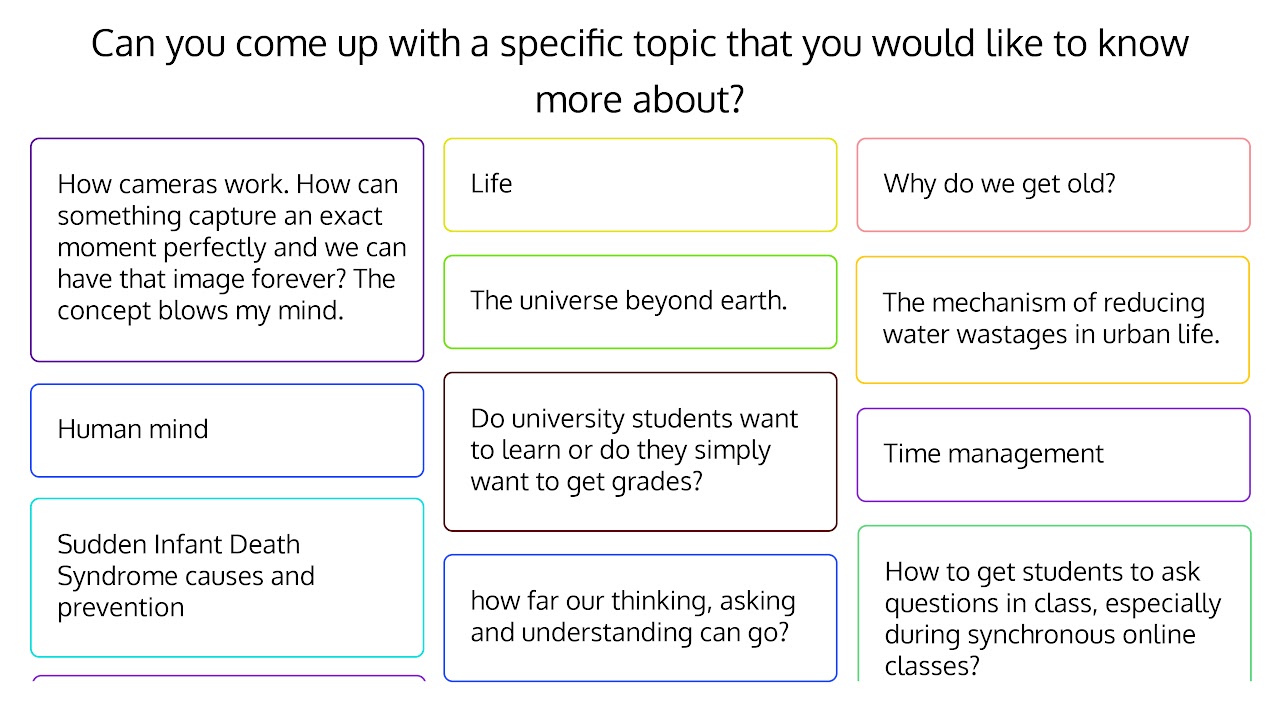 Can you come up with a specific topic that you would like to know
more about?
How cameras work. How can
something capture an exact
moment perfectly and we can
have that image forever? The
concept blows my mind.
Human mind
Sudden Infant Death
Syndrome causes and
prevention
Life
The universe beyond earth.
Do university students want
to learn or do they simply
want to get grades?
how far our thinking, asking
and understanding can go?
Why do we get old?
The mechanism of reducing
water wastages in urban life.
Time management
How to get students to ask
questions in class, especially
during synchronous online
classes?